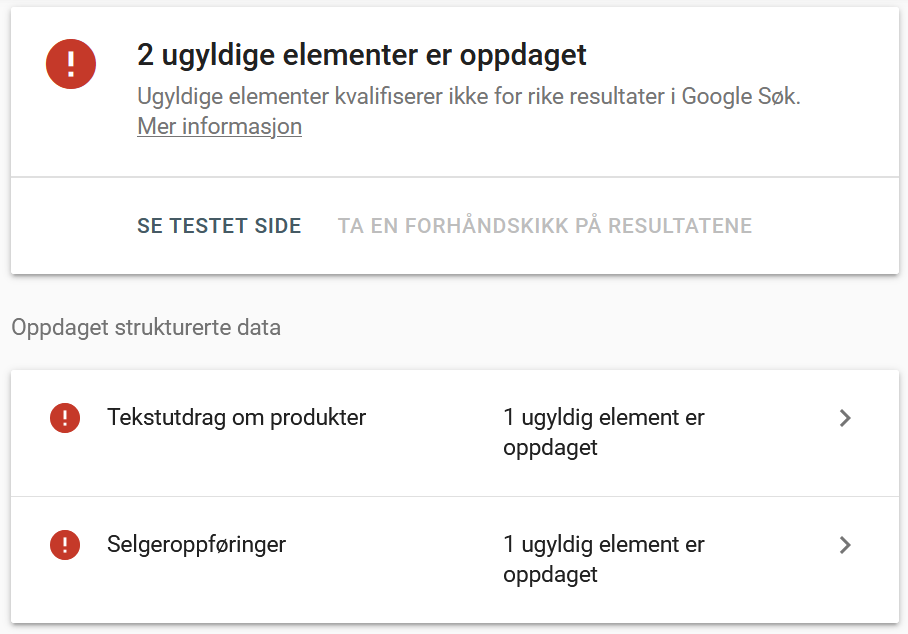 2 ugyldige elementer er oppdaget
Ugyldige elementer kvalifiserer ikke for rike resultater i Google Søk.
Mer informasjon
SE TESTET SIDE
TA EN FORHÅNDSKIKK PÅ RESULTATENE
Oppdaget strukturerte data
Tekstutdrag om produkter
1 ugyldig element er
oppdaget
Selgeroppføringer
1 ugyldig element er
oppdaget